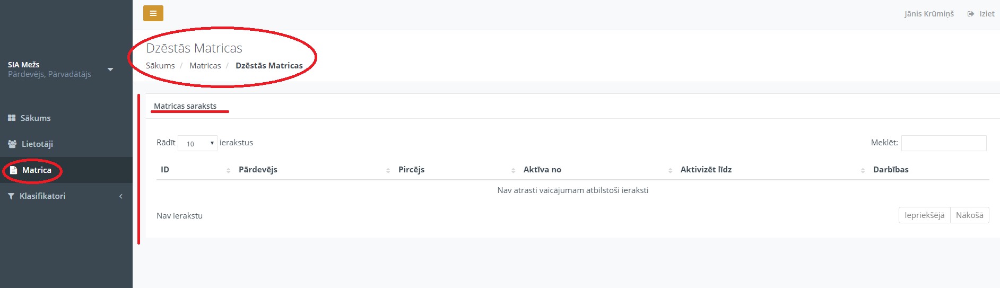 Jānis Krūmiņš Iziet
Dzēstās Matricas
Sākums / Matricas / Dzēstās Matricas
SIA Mežs
Pārdevējs, Pārvadātājs
Sākums
Lietotāji
Matrica
Klasifikatori
Matricas saraksts
Rādīt 10 ierakstus
Meklēt:
ID Pārdevējs Pircējs Aktīva no Aktivizēt līdz Darbības
Nav atrasti vaicājumam atbilstoši ieraksti
Nav ierakstu
Iepriekšējā Nākošā